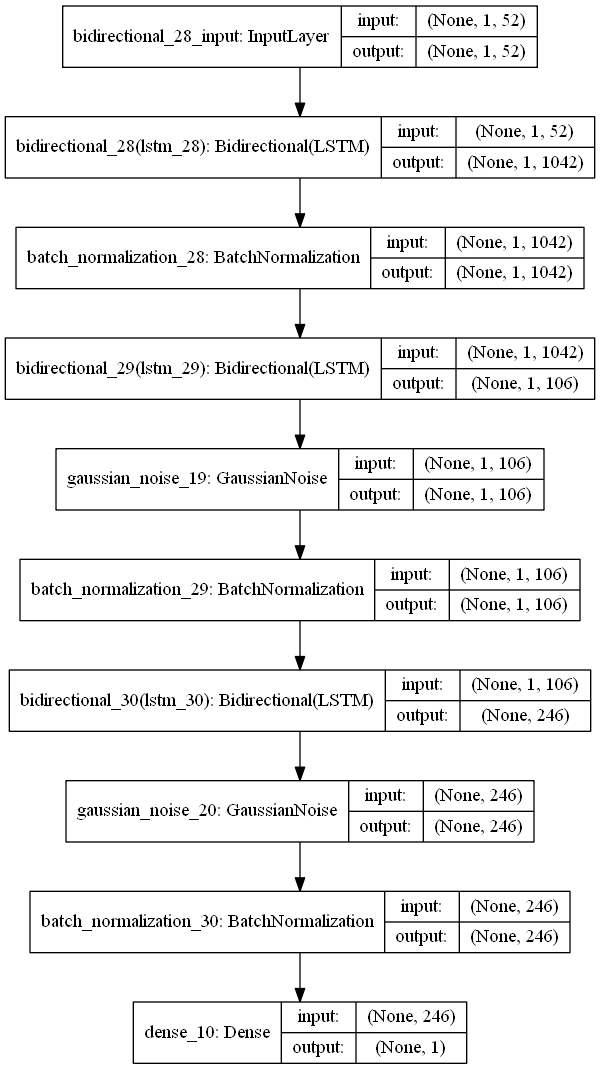 bidirectional_28_input: InputLayer input: (None, 1, 52)
output: (None, 1, 52)
bidirectional_28(lstm_28): Bidirectional(LSTM) input: (None, 1, 52)
output: (None, 1, 1042)
batch_normalization_28: BatchNormalization input: (None, 1, 1042)
output: (None, 1, 1042)
bidirectional_29(lstm_29): Bidirectional(LSTM) input: (None, 1, 1042)
output: (None, 1, 106)
gaussian_noise_19: GaussianNoise input: (None, 1, 106)
output: (None, 1, 106)
batch_normalization_29: BatchNormalization input: (None, 1, 106)
output: (None, 1, 106)
bidirectional_30(lstm_30): Bidirectional(LSTM) input: (None, 1, 106)
output: (None, 246)
gaussian_noise_20: GaussianNoise input: (None, 246)
output: (None, 246)
batch_normalization_30: BatchNormalization input: (None, 246)
output: (None, 246)
dense_10: Dense input: (None, 246)
output: (None, 1)